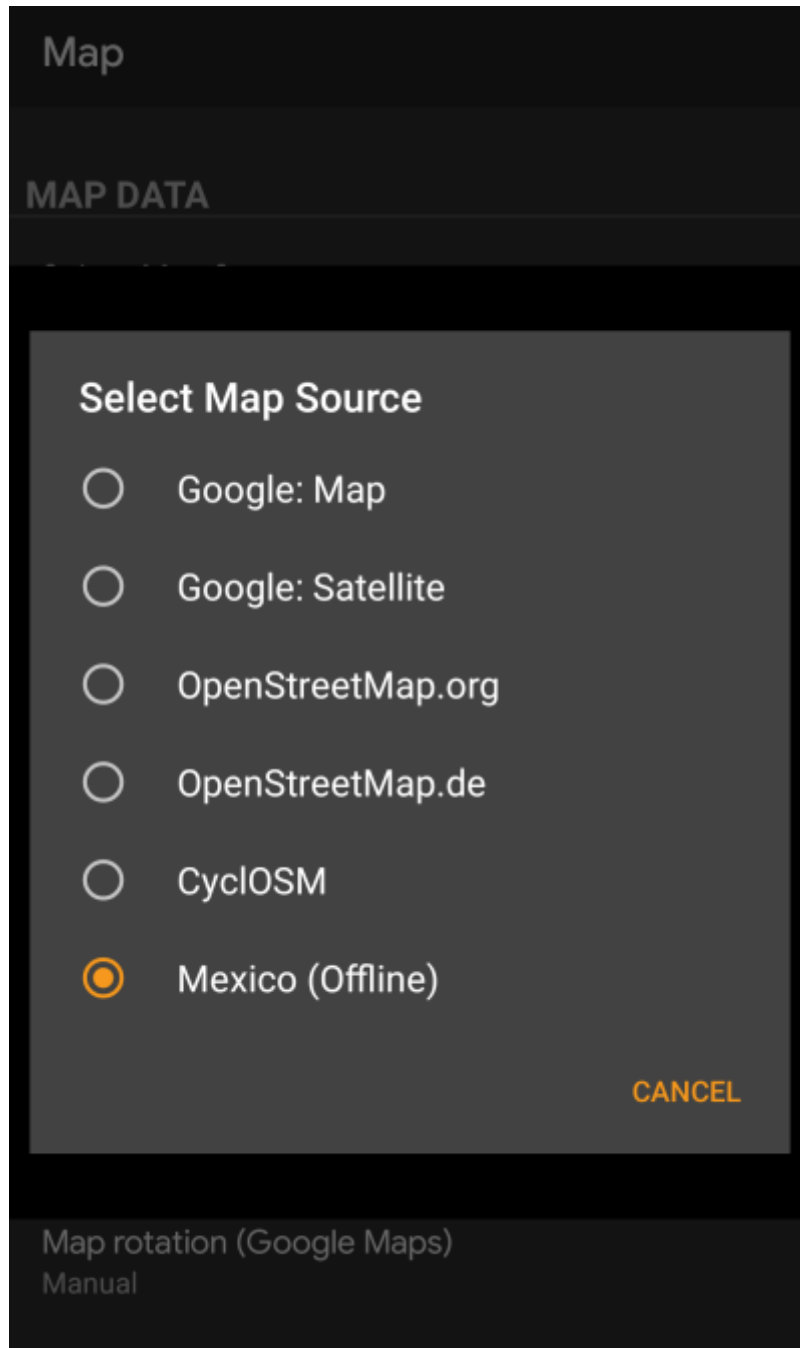 Map
MAP DATA
Select Map Source
Google: Map
Google: Satellite
OpenStreetMap.org
OpenStreetMap.de
CyclOSM
Mexico (Offline)
CANCEL
Map rotation (Google Maps)
Manual